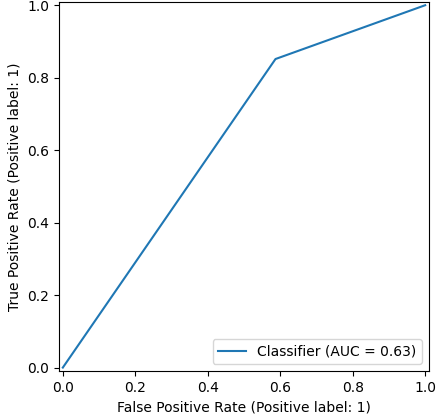 1.0
0.8
0.6
0.4
0.2
0.0
True Positive Rate (Positive label: 1)
Classifier (AUC = 0.63)
0.0 0.2 0.4 0.6 0.8 1.0
False Positive Rate (Positive label: 1)